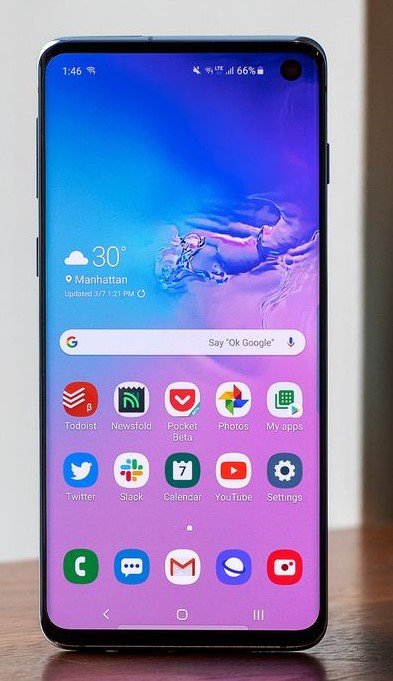 1:46 LTE 66%
30°
Manhattan
Updated 3/7 1:21 PM
G Say "Ok Google"
β
Todoist Newsfold Pocket Beta Photos My apps
7
Twitter Slack Calendar YouTube Settings